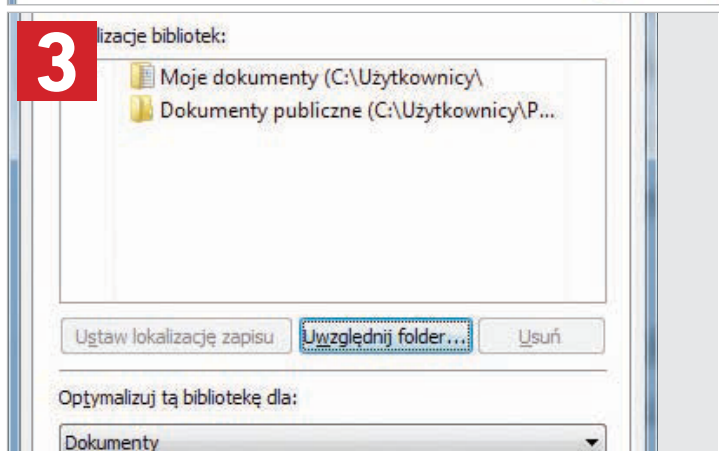 3
lizacje bibliotek:
Moje dokumenty (C:\Użytkownicy\
Dokumenty publiczne (C:\Użytkownicy\P...
Ustaw lokalizację zapisu Uwzględnij folder... Usuń
Optymalizuj tą bibliotekę dla:
Dokumenty